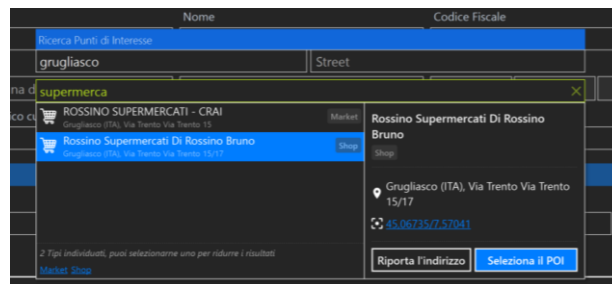 Nome
Codice Fiscale
Ricerca Punti di Interesse
grugliasco
Street
na d
supermerca
co cu
ROSSINO SUPERMERCATI - CRAI
Market
Grugliasco (ITA), Via Trento Via Trento 15
Rossino Supermercati Di Rossino Bruno
Shop
Grugliasco (ITA), Via Trento Via Trento 15/17
Rossino Supermercati Di Rossino
Bruno
Shop
Grugliasco (ITA), Via Trento Via Trento
15/17
45.06735/7.57041
2 Tipi individuati, puoi selezionarne uno per ridurre i risultati
Market Shop
Riporta l'indirizzo
Seleziona il POI